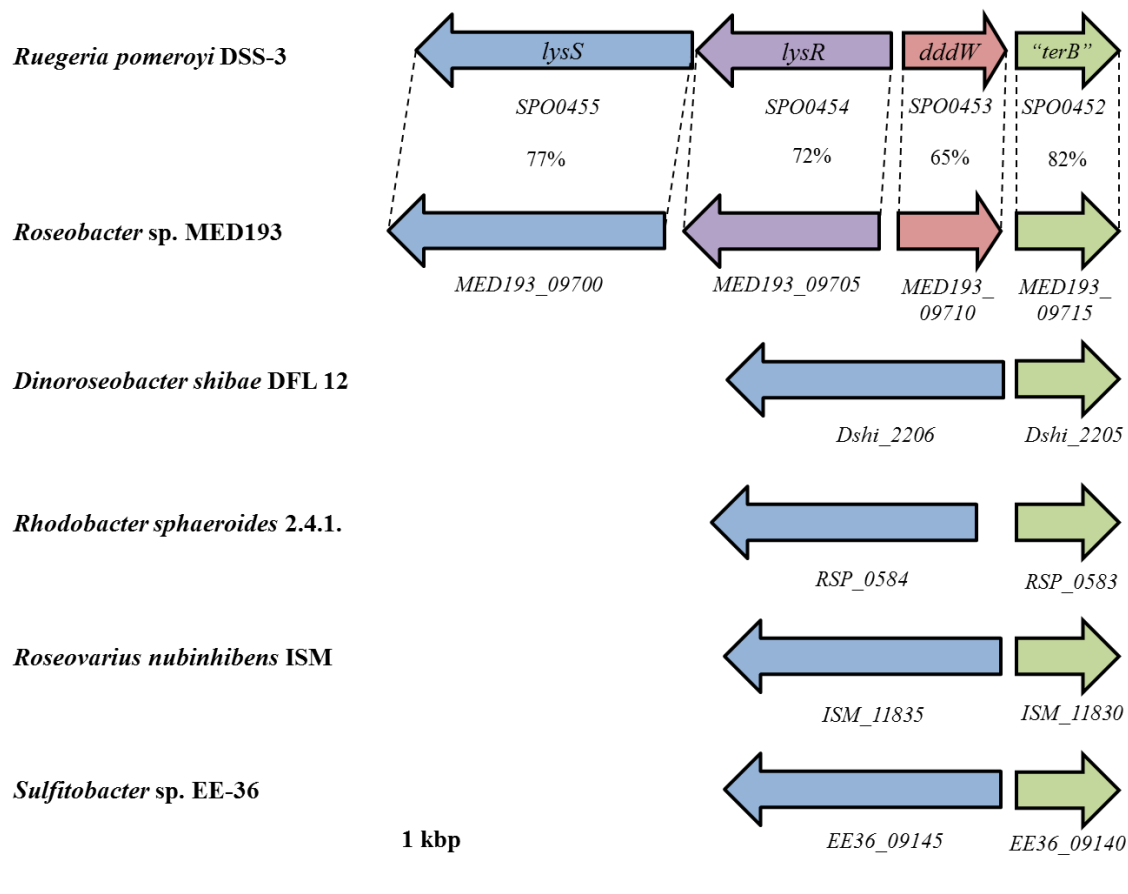 Ruegeria pomeroyi DSS-3
lysS lysR dddW “terB”
SPO0455 SPO0454 SPO0453 SPO0452
77% 72% 65% 82%
Roseobacter sp. MED193
MED193_09700 MED193_09705 MED193_ MED193_
09710 09715
Dinoroseobacter shibae DFL 12
Dshi_2206 Dshi_2205
Rhodobacter sphaeroides 2.4.1.
RSP_0584 RSP_0583
Roseovarius nubinhibens ISM
ISM_11835 ISM_11830
Sulfitobacter sp. EE-36
1 kbp EE36_09145 EE36_09140